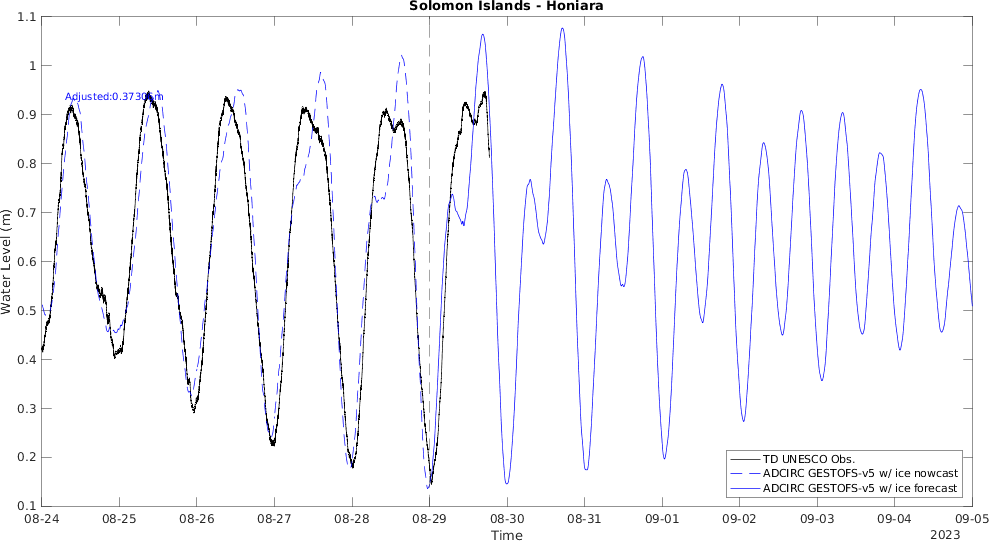 Solomon Islands - Honiara
1.1
1
0.9
0.8
0.7
0.6
0.5
0.4
0.3
0.2
0.1
Water Level (m)
TD UNESCO Obs.
ADCIRC GESTOFS-v5 w/ ice nowcast
ADCIRC GESTOFS-v5 w/ ice forecast
08-24 08-25 08-26 08-27 08-28 08-29 08-30 08-31 09-01 09-02 09-03 09-04 09-05
Time
2023